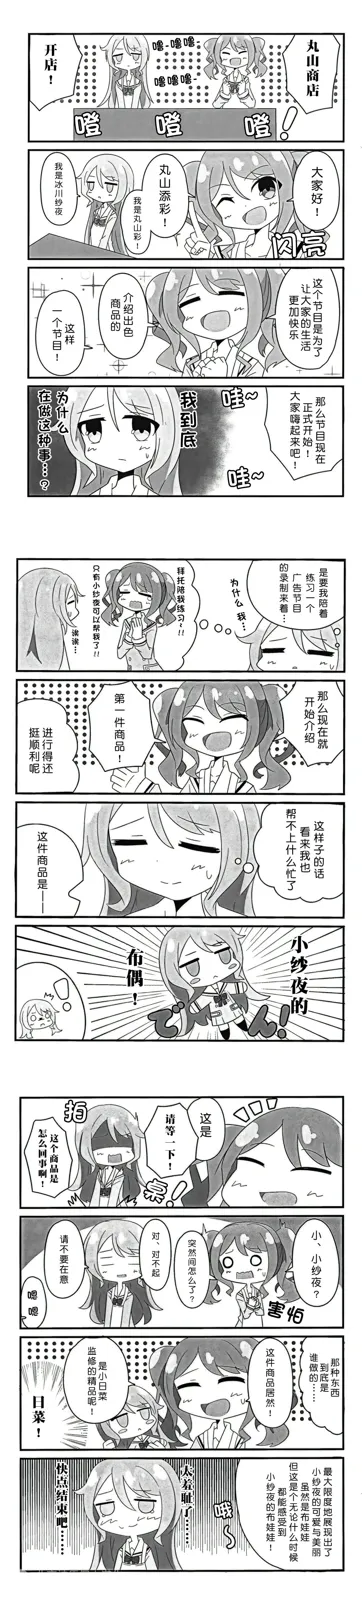 丸山商店
噔-噔噔-
噔噔噔-
开店！
噔 噔 噔！
大家好！
丸山添彩！
我是丸山彩！
我是冰川纱夜
闪亮
这个节目是为了
让大家的生活
更加快乐
介绍出色
商品的
这样
一个节目！
那么节目现在
正式开始！
大家嗨起来吧！
哇~
哇~
我到底
为什么
在做这种事…？
是要我陪着
练习一个
广告节目
的录制来着…
为什么我…
拜托陪我练习!!
只有小纱夜可以帮我了!!
诶诶…
那么现在就
开始介绍
第一件商品！
进行得还
挺顺利呢
这样子的话
看来我也
帮不上什么忙了
这件商品是——
小纱夜的
布偶！
でん!
！
这是
请等一下！
拍
桌！
这个商品是
怎么回事啊！
小、小纱夜？
突然间怎么了？
害怕
对、对不起
请不要在意
嗯嗯
那种东西
到底是
谁做的……
这件商品居然！
是小日菜
监修的精品呢！
日菜！
最大限度地展现出了
小纱夜的可爱与美丽
虽然是布娃娃
但这是个无论什么时候
都能感受到
小纱夜的布娃娃
哦~
太羞耻了…
快点结束吧…